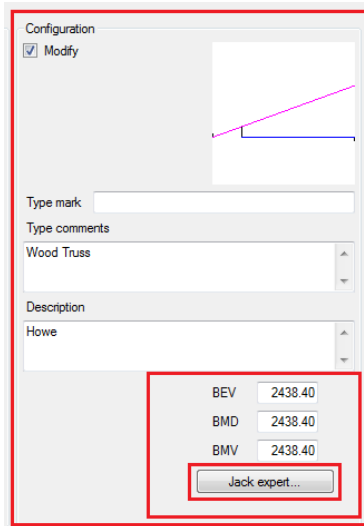 Configuration
Modify
Type mark
Type comments
Wood Truss
Description
Howe
BEV 2438.40
BMD 2438.40
BMV 2438.40
Jack expert...